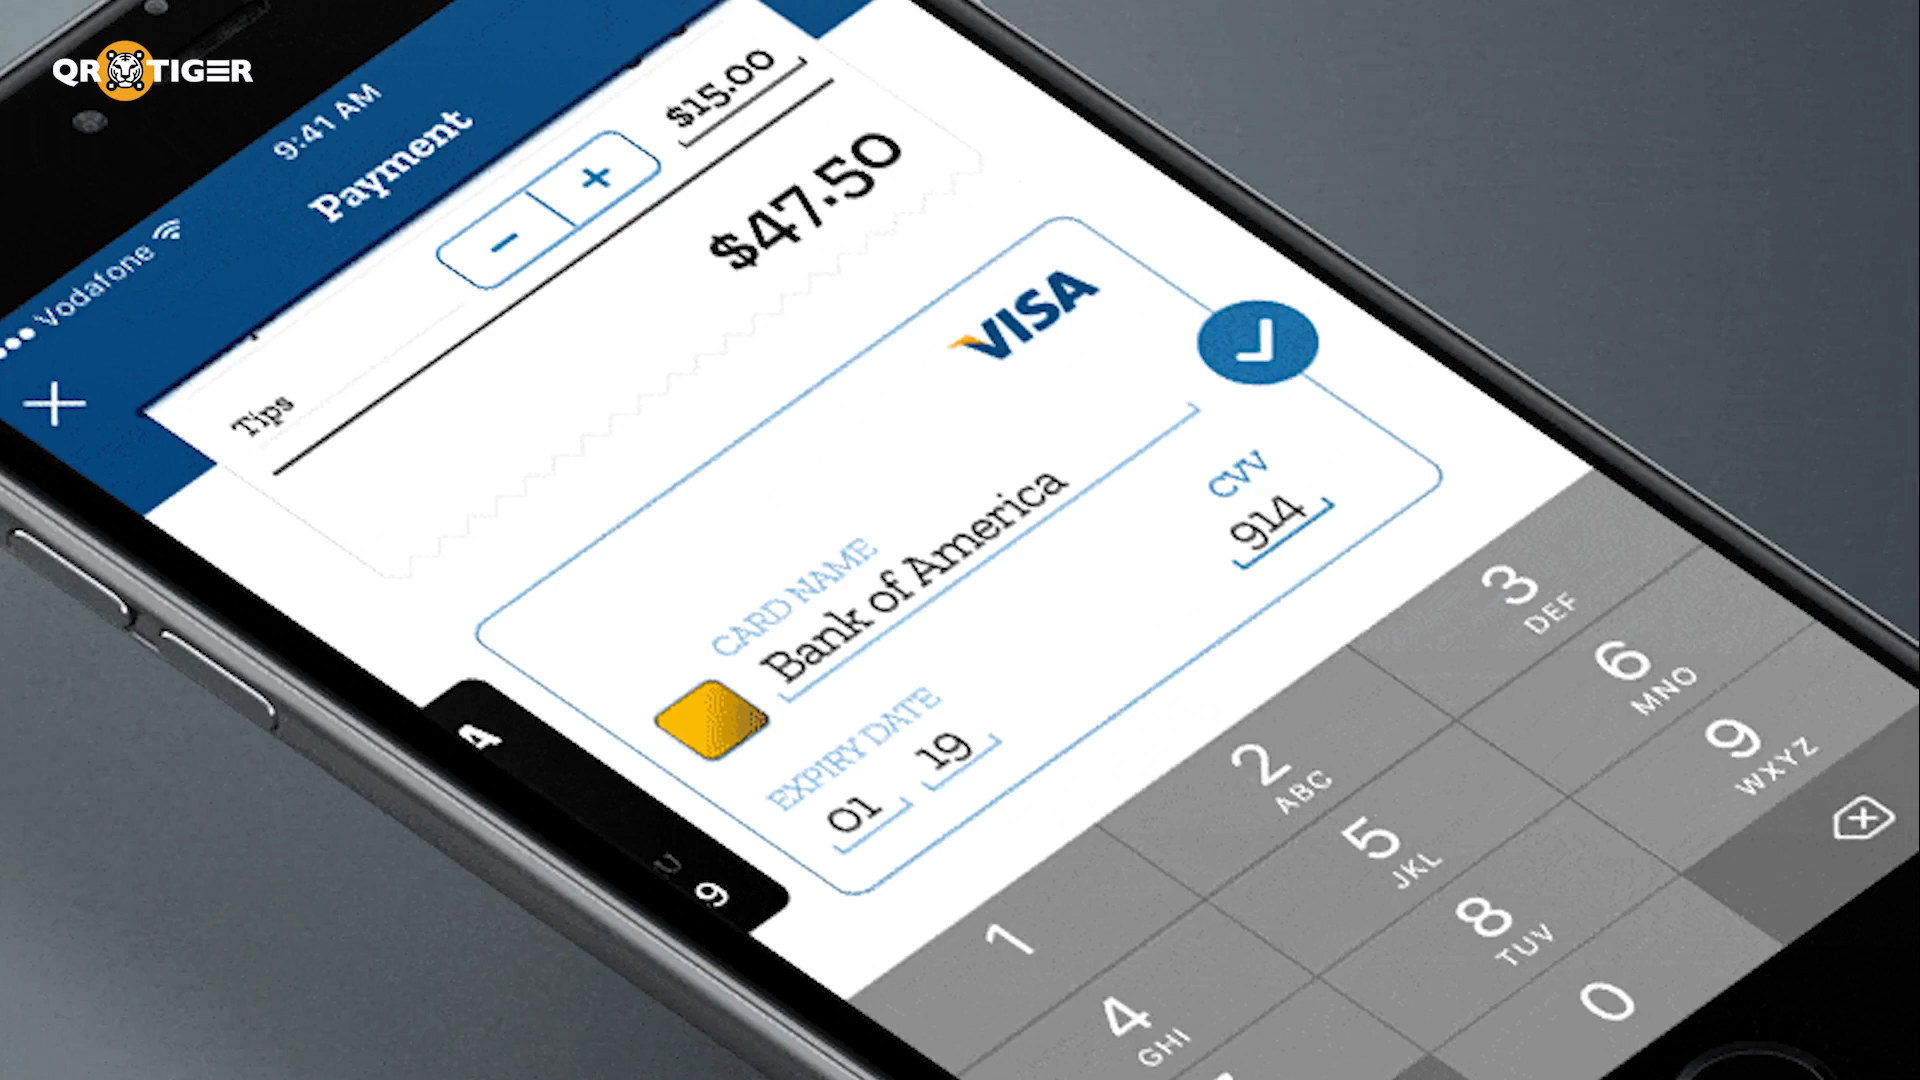 QR TIGER
9:41 AM
Payment
Vodafone
Tips
− +
$15.00
$47.50
VISA
CARD NAME
Bank of America
CVV
914
EXPIRY DATE
01 19
A
9
1
2
ABC
3
DEF
4
GHI
5
JKL
6
MNO
8
TUV
9
WXYZ
0